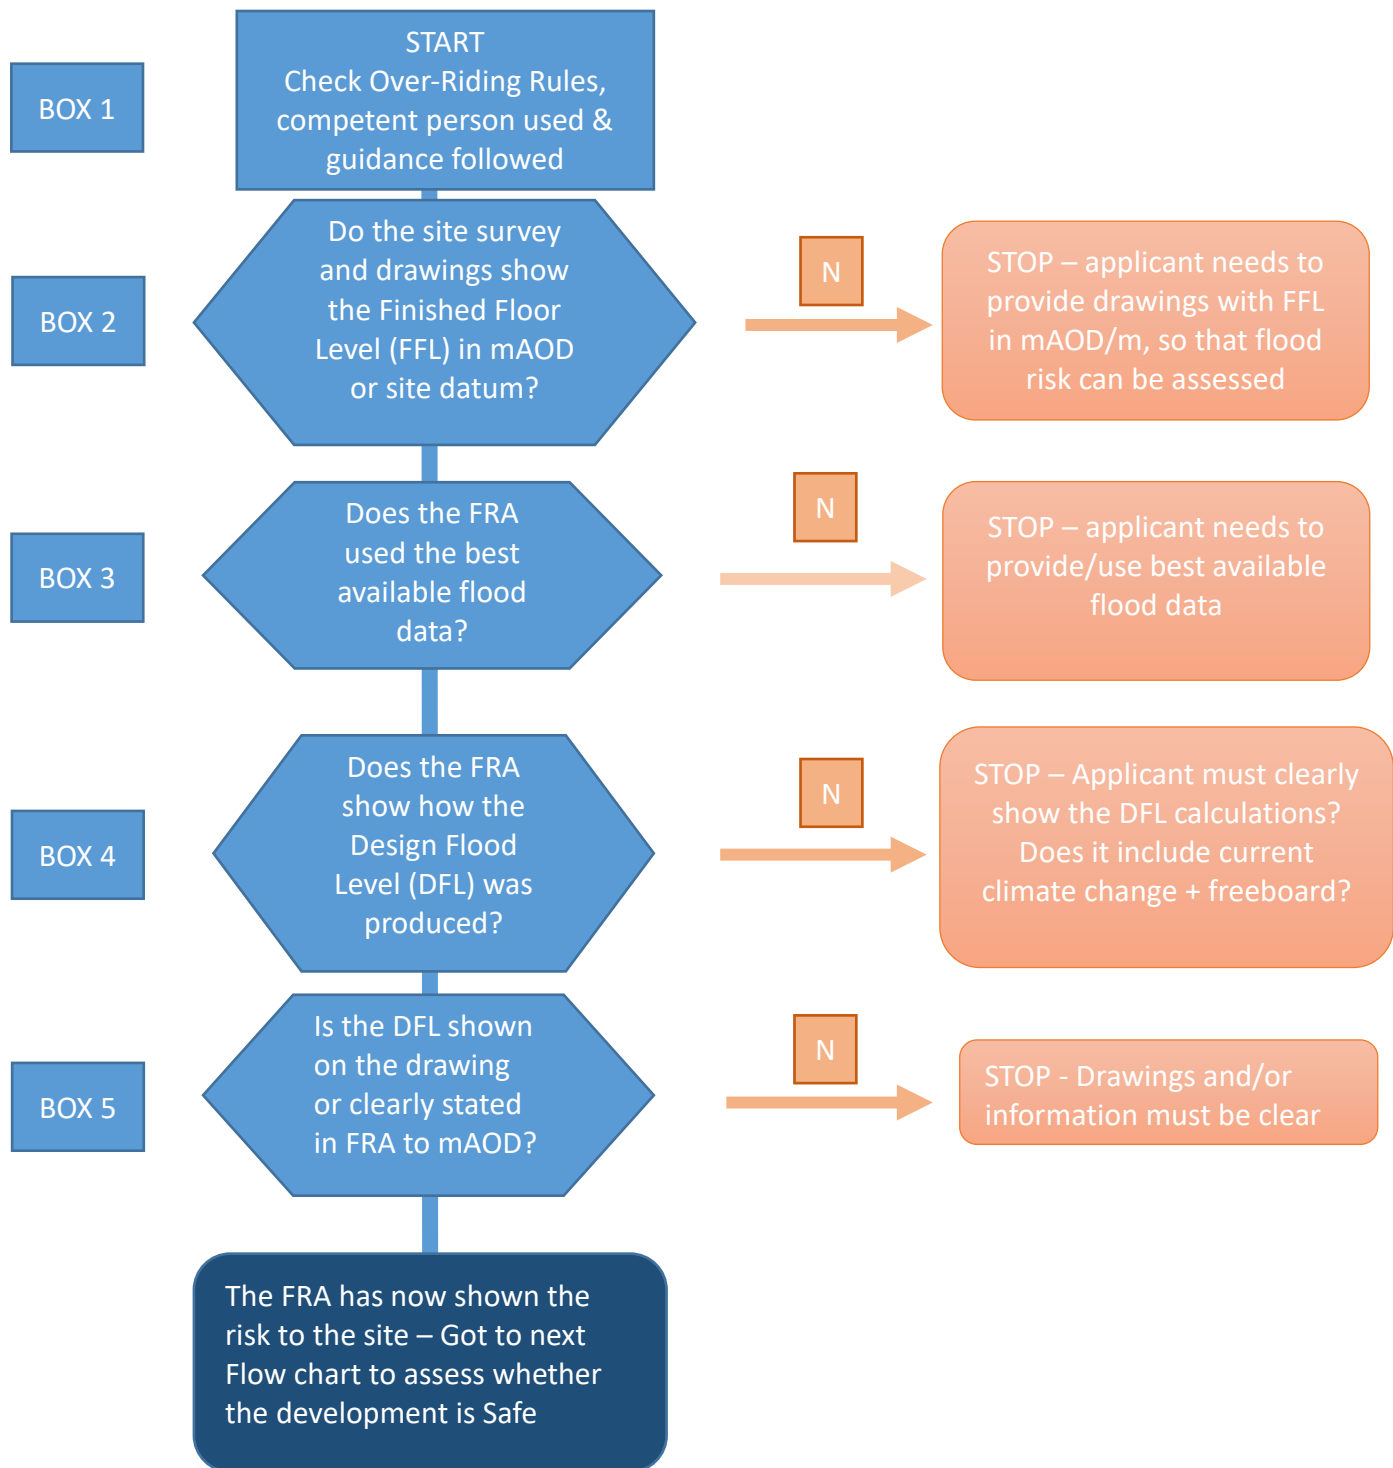 BOX 1
START
Check Over-Riding Rules,
competent person used &
guidance followed
BOX 2
Do the site survey
and drawings show
the Finished Floor
Level (FFL) in mAOD
or site datum?
N
STOP – applicant needs to
provide drawings with FFL
in mAOD/m, so that flood
risk can be assessed
BOX 3
Does the FRA
used the best
available flood
data?
N
STOP – applicant needs to
provide/use best available
flood data
BOX 4
Does the FRA
show how the
Design Flood
Level (DFL) was
produced?
N
STOP – Applicant must clearly
show the DFL calculations?
Does it include current
climate change + freeboard?
BOX 5
Is the DFL shown
on the drawing
or clearly stated
in FRA to mAOD?
N
STOP - Drawings and/or
information must be clear
The FRA has now shown the
risk to the site – Got to next
Flow chart to assess whether
the development is Safe